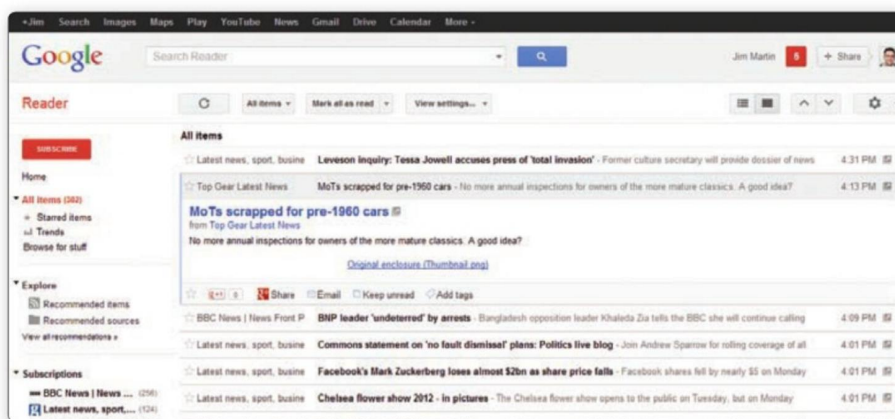 +Jim Search Images Maps Play YouTube News Gmail Drive Calendar More
Google Search Reader Jim Martin 6 + Share
Reader All items Mark all as read View settings...
All items
SUBSCRIBE
Latest news, sport, busine Leveson inquiry: Tessa Jowell accuses press of 'total invasion' - Former culture secretary will provide dossier of news 4:31 PM
Home
Top Gear Latest News MoTs scrapped for pre-1960 cars - No more annual inspections for owners of the more mature classics. A good idea? 4:13 PM
All items (382)
Starred items
Trends
Browse for stuff
MoTs scrapped for pre-1960 cars
from Top Gear Latest News
No more annual inspections for owners of the more mature classics. A good idea?
Original enclosure (Thumbnail.png)
Explore
Recommended items
Recommended sources
View all recommendations »
+1 0 Share Email Keep unread Add tags
BBC News | News Front P BNP leader 'undeterred' by arrests - Bangladesh opposition leader Khaleda Zia tells the BBC she will continue calling 4:09 PM
Latest news, sport, busine Commons statement on 'no fault dismissal' plans: Politics live blog - Join Andrew Sparrow for rolling coverage of all 4:01 PM
Subscriptions
BBC News | News ... (256)
Latest news, sport,... (124)
Latest news, sport, busine Facebook's Mark Zuckerberg loses almost $2bn as share price falls - Facebook shares fell by nearly $5 on Monday 4:01 PM
Latest news, sport, busine Chelsea flower show 2012 - in pictures - The Chelsea flower show opens to the public on Tuesday, but on Monday 4:01 PM